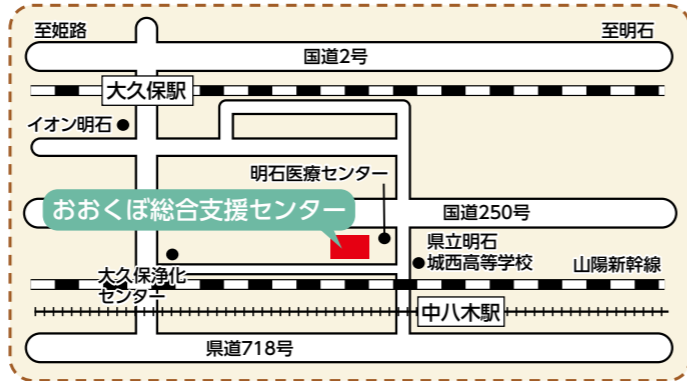 至姫路
至明石
国道2号
大久保駅
イオン明石
明石医療センター
おおくぼ総合支援センター
国道250号
県立明石
城西高等学校
山陽新幹線
大久保浄化
センター
中八木駅
県道718号